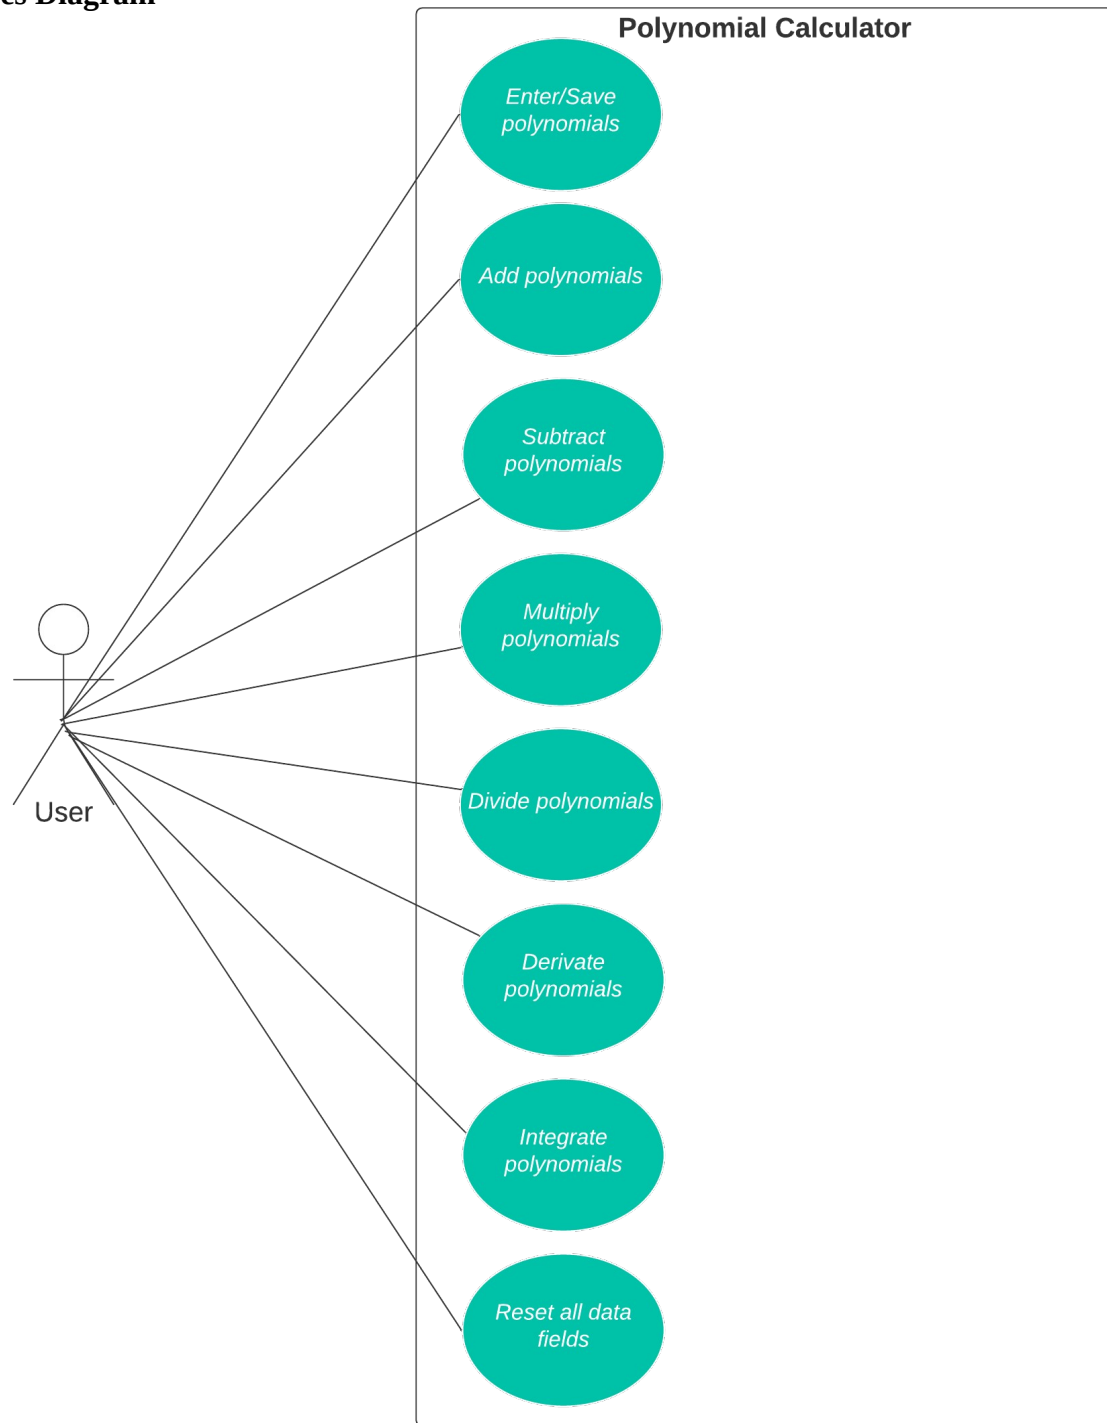 Diagram
Polynomial Calculator
Enter/Save
polynomials
Add polynomials
Subtract
polynomials
Multiply
polynomials
Divide polynomials
User
Derivate
polynomials
Integrate
polynomials
Reset all data
fields